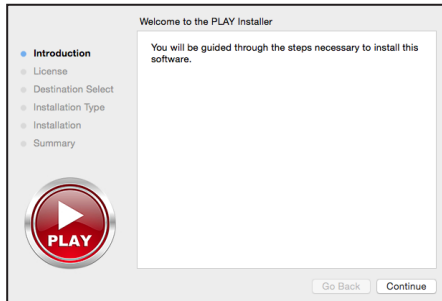 Welcome to the PLAY Installer
Introduction
License
Destination Select
Installation Type
Installation
Summary
You will be guided through the steps necessary to install this
software.
PLAY
Go Back
Continue